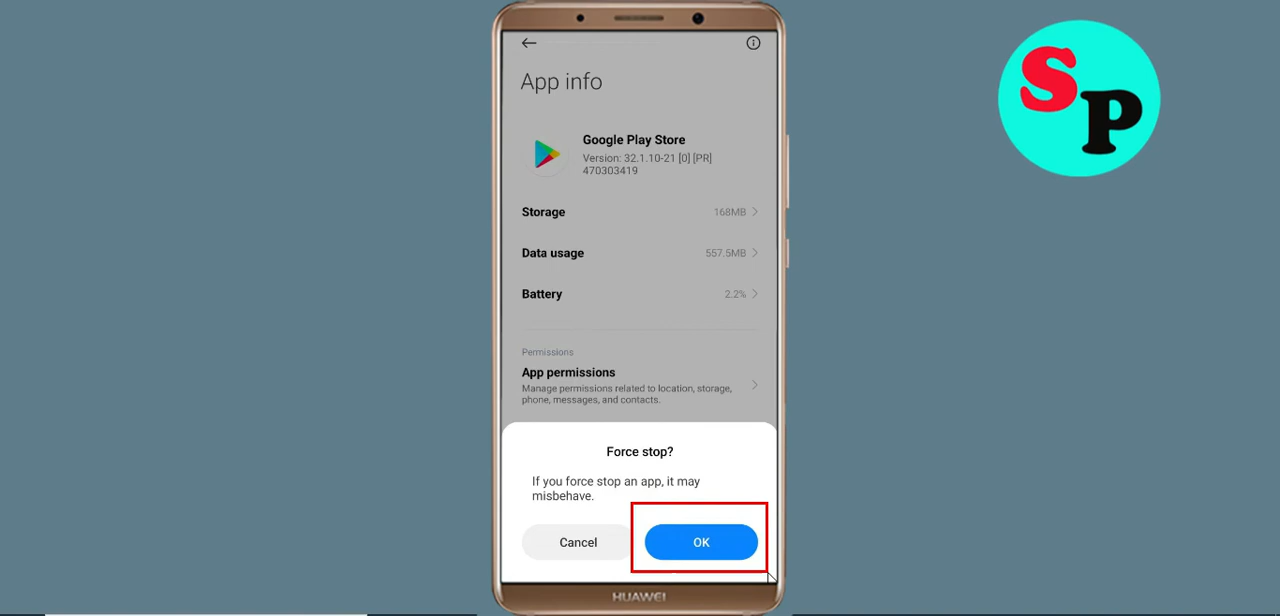 SP
App info
Google Play Store
Version: 32.1.10-21 [0] [PR]
470303419
Storage 168MB
Data usage 557.5MB
Battery 2.2%
Permissions
App permissions
Manage permissions related to location, storage,
phone, messages, and contacts.
Force stop?
If you force stop an app, it may
misbehave.
Cancel OK
HUAWEI